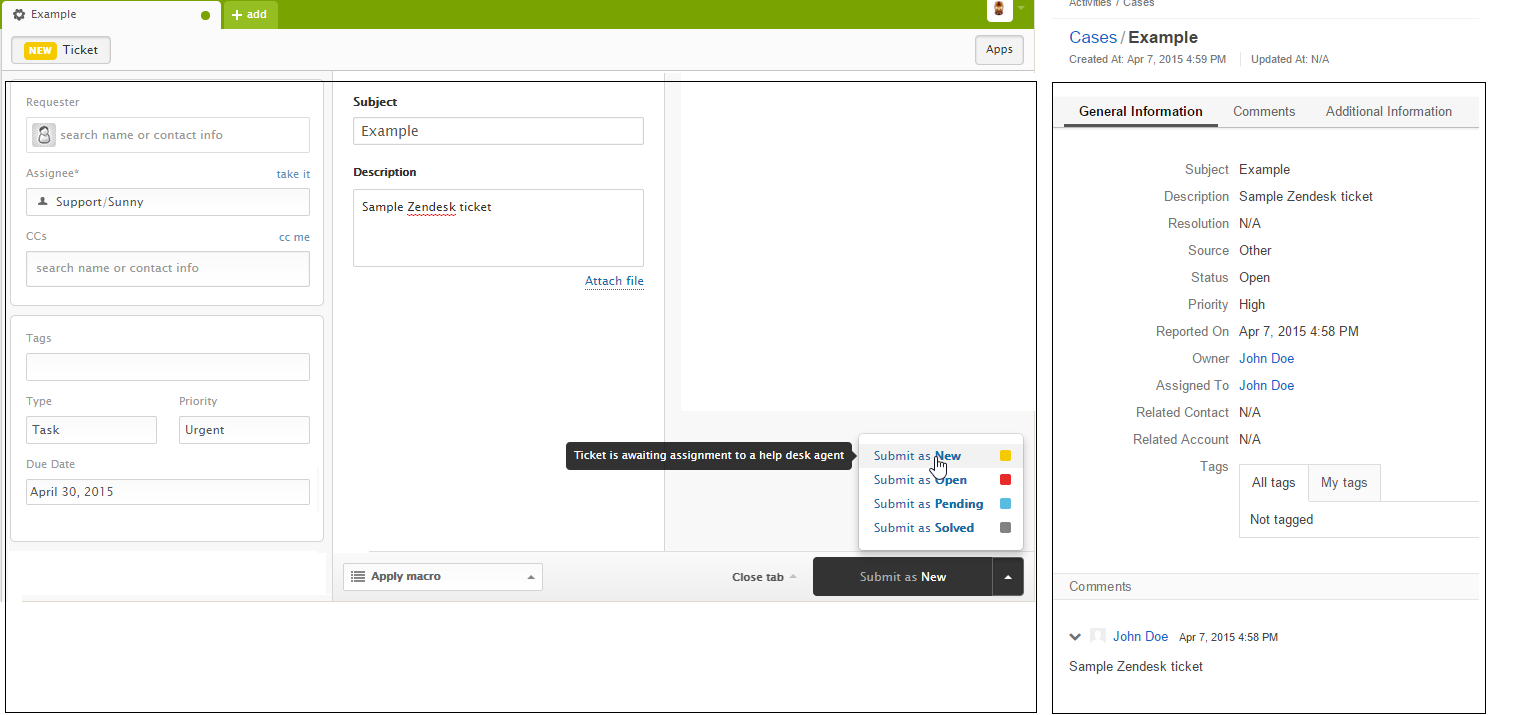 Example
+ add
NEW Ticket
Apps
Requester
search name or contact info
Assignee* take it
Support/Sunny
CCs cc me
search name or contact info
Tags
Type Priority
Task Urgent
Due Date
April 30, 2015
Subject
Example
Description
Sample Zendesk ticket
Attach file
Ticket is awaiting assignment to a help desk agent
Submit as New
Submit as Open
Submit as Pending
Submit as Solved
Apply macro
Close tab
Submit as New
Activities / Cases
Cases / Example
Created At: Apr 7, 2015 4:59 PM Updated At: N/A
General Information Comments Additional Information
Subject Example
Description Sample Zendesk ticket
Resolution N/A
Source Other
Status Open
Priority High
Reported On Apr 7, 2015 4:58 PM
Owner John Doe
Assigned To John Doe
Related Contact N/A
Related Account N/A
Tags All tags My tags
Not tagged
Comments
John Doe Apr 7, 2015 4:58 PM
Sample Zendesk ticket